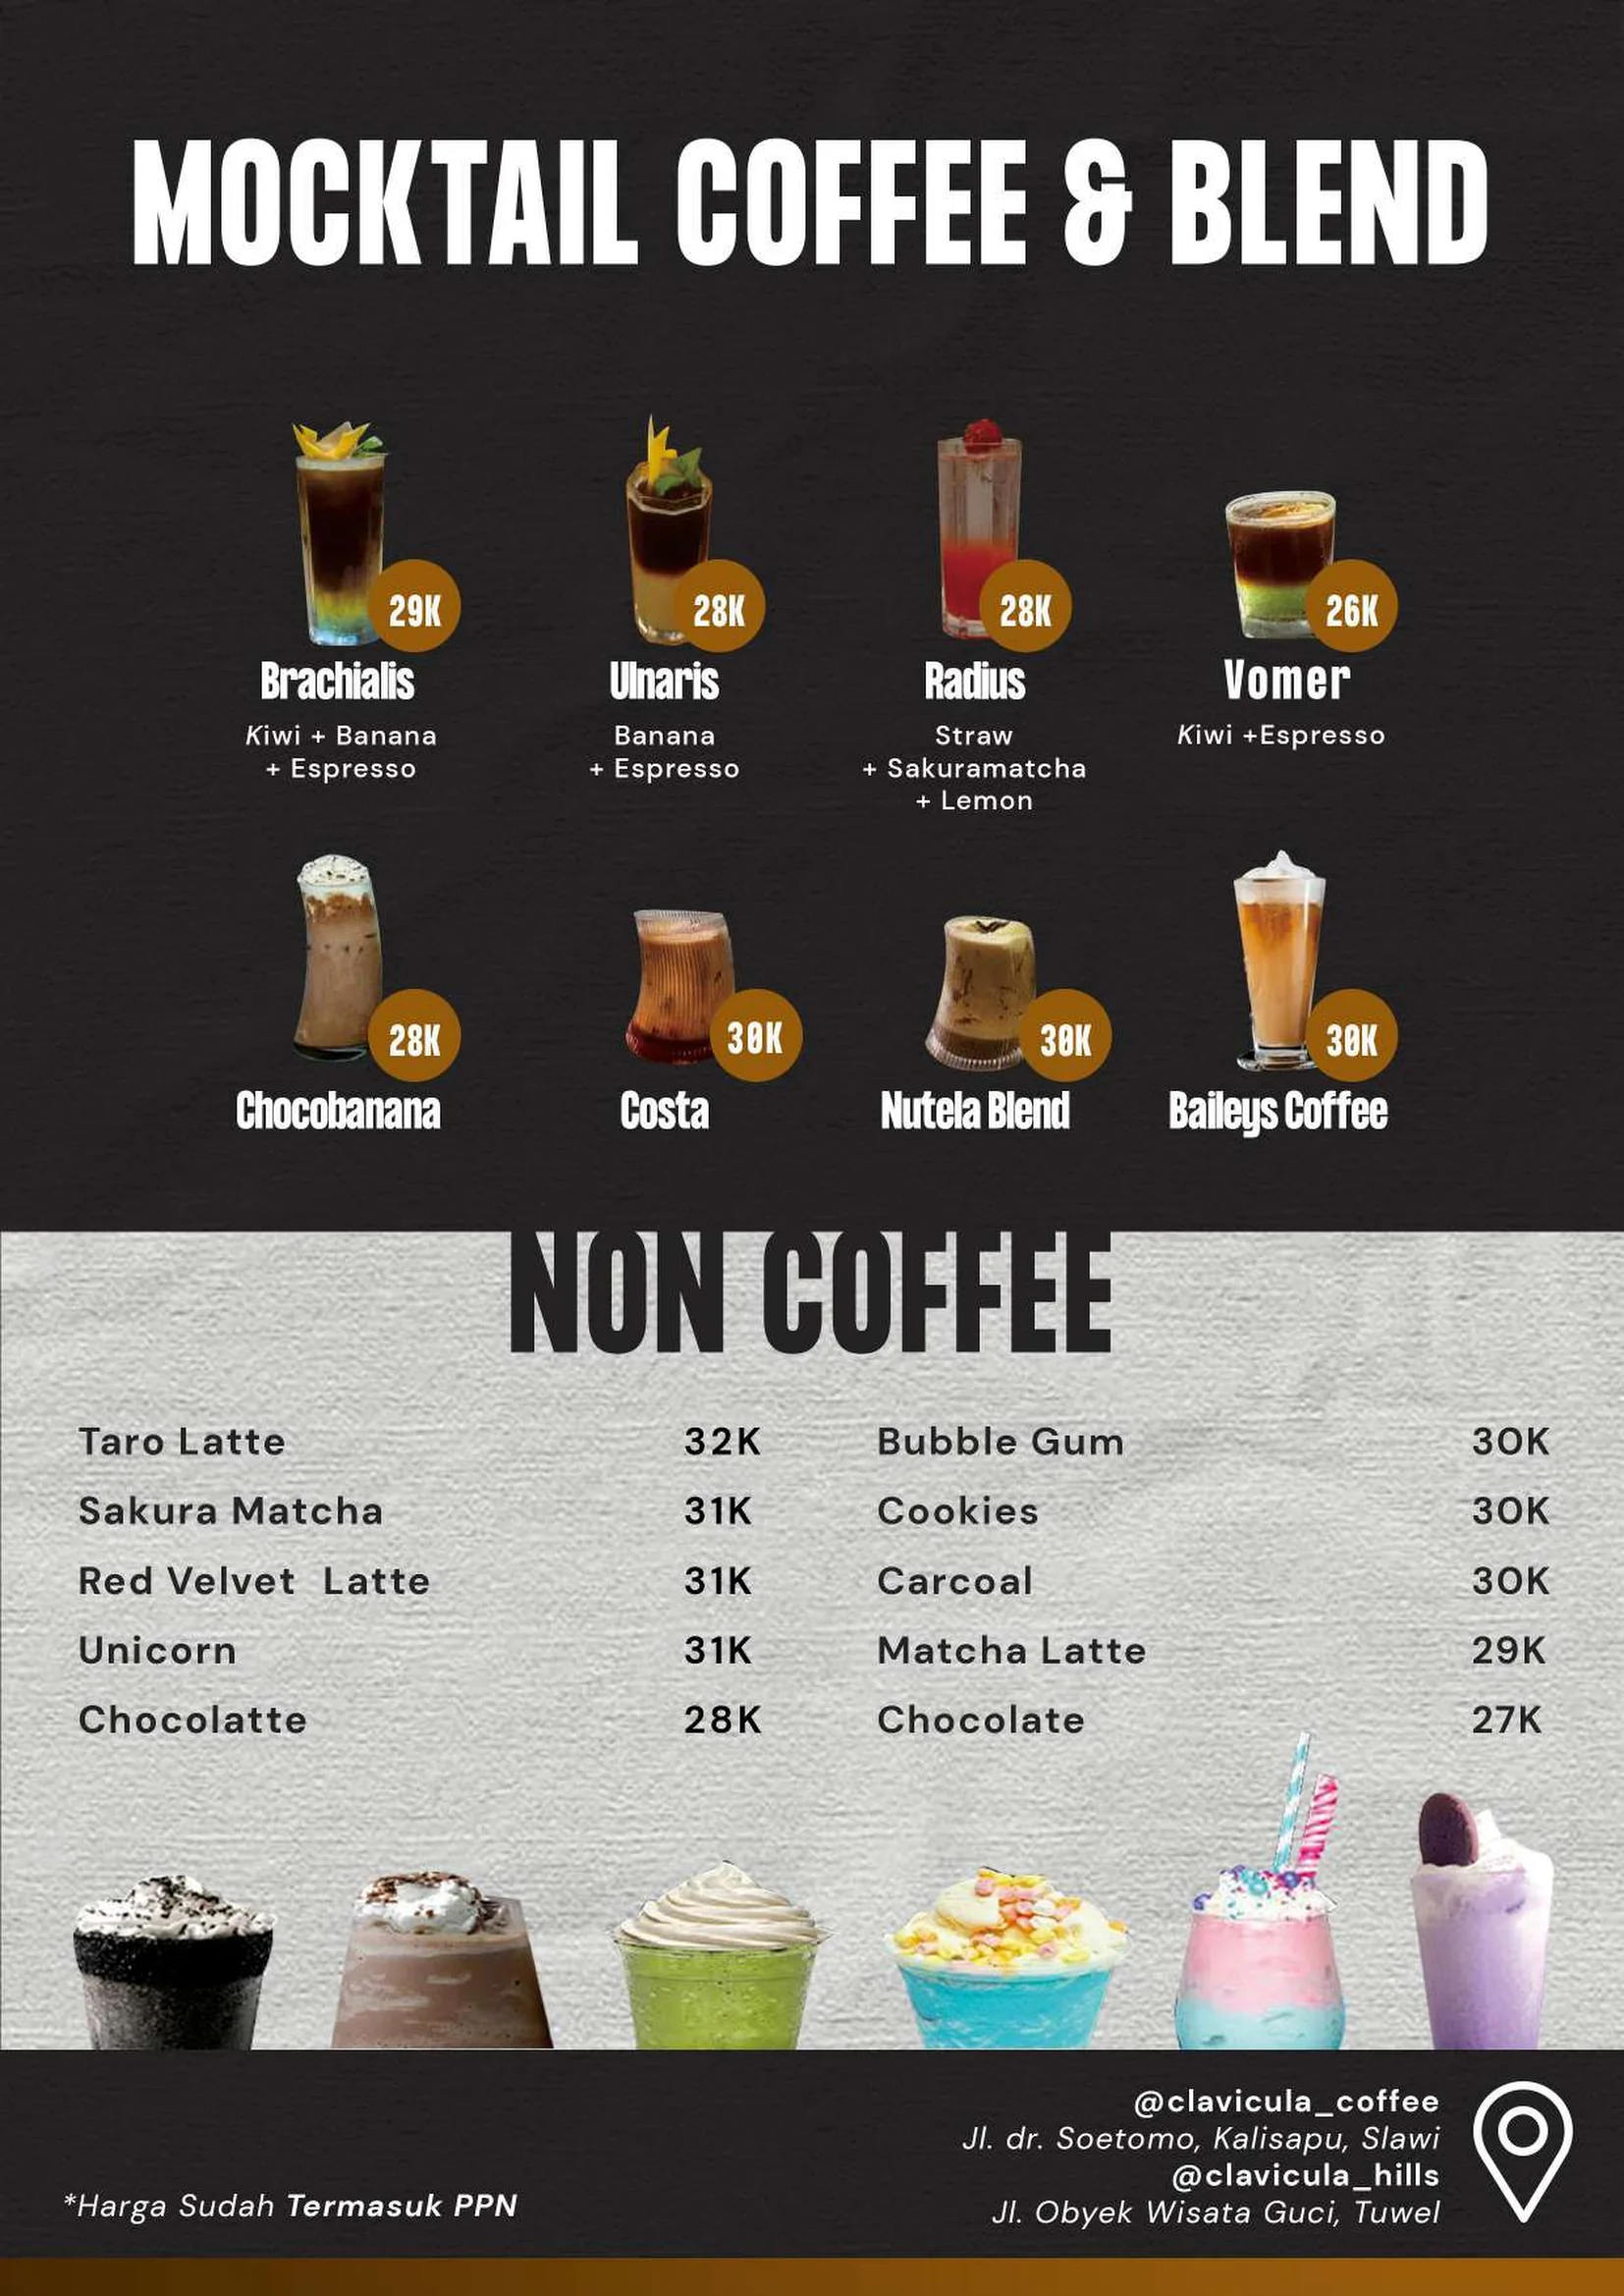 MOCKTAIL COFFEE & BLEND
29K
28K
28K
26K
Brachialis
Ulnaris
Radius
Vomer
Kiwi + Banana
+ Espresso
Banana
+ Espresso
Straw
+ Sakuramatcha
+ Lemon
Kiwi +Espresso
28K
30K
30K
30K
Chocobanana
Costa
Nutela Blend
Baileys Coffee
NON COFFEE
Taro Latte 32K
Sakura Matcha 31K
Red Velvet Latte 31K
Unicorn 31K
Chocolatte 28K
Bubble Gum 30K
Cookies 30K
Carcoal 30K
Matcha Latte 29K
Chocolate 27K
*Harga Sudah Termasuk PPN
@clavicula_coffee
Jl. dr. Soetomo, Kalisapu, Slawi
@clavicula_hills
Jl. Obyek Wisata Guci, Tuwel